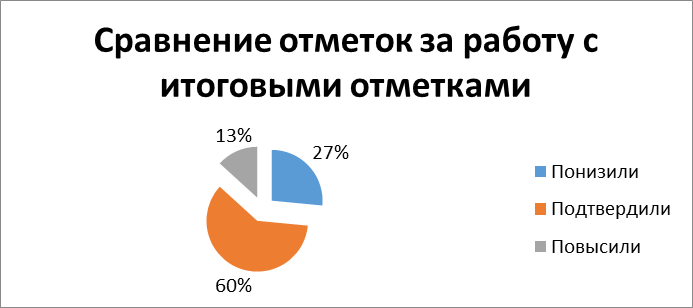 Сравнение отметок за работу с
итоговыми отметками
13%
27%
60%
Понизили
Подтвердили
Повысили